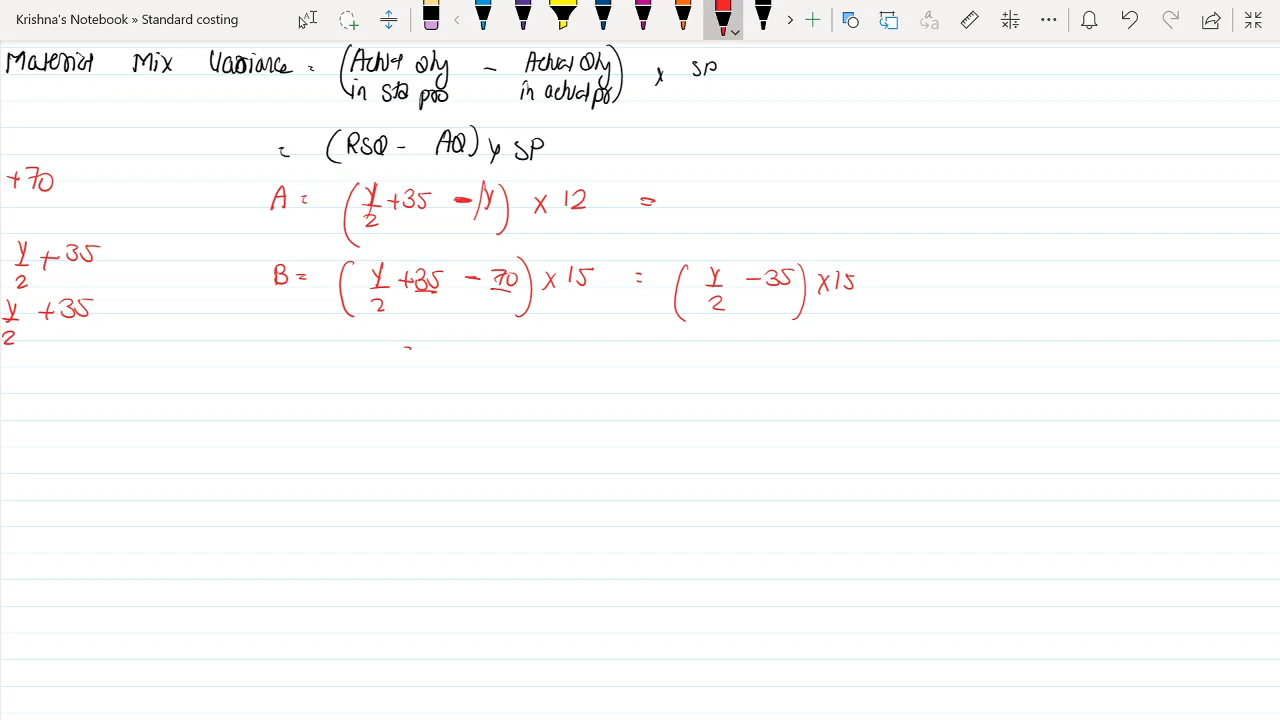 Krishna's Notebook » Standard costing
Material Mix Variance = (Actual Qty in std pro - Actual Qty in actual pr) x SP
= (RSQ - AQ) x SP
+70
A = (y/2 +35 - y) x 12 =
y/2 +35
B = (y/2 +35 - 70) x 15 = (y/2 - 35) x 15
y/2 +35
=